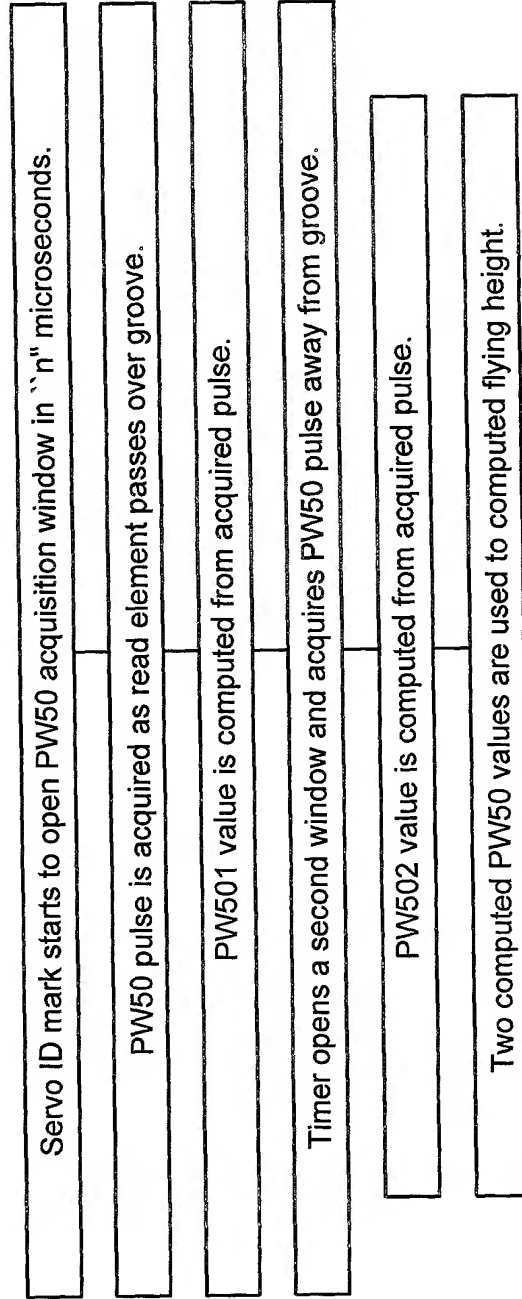 Servo ID mark starts to open PW50 acquisition window in ``n" microseconds.
PW50 pulse is acquired as read element passes over groove.
PW501 value is computed from acquired pulse.
Timer opens a second window and acquires PW50 pulse away from groove.
PW502 value is computed from acquired pulse.
Two computed PW50 values are used to computed flying height.